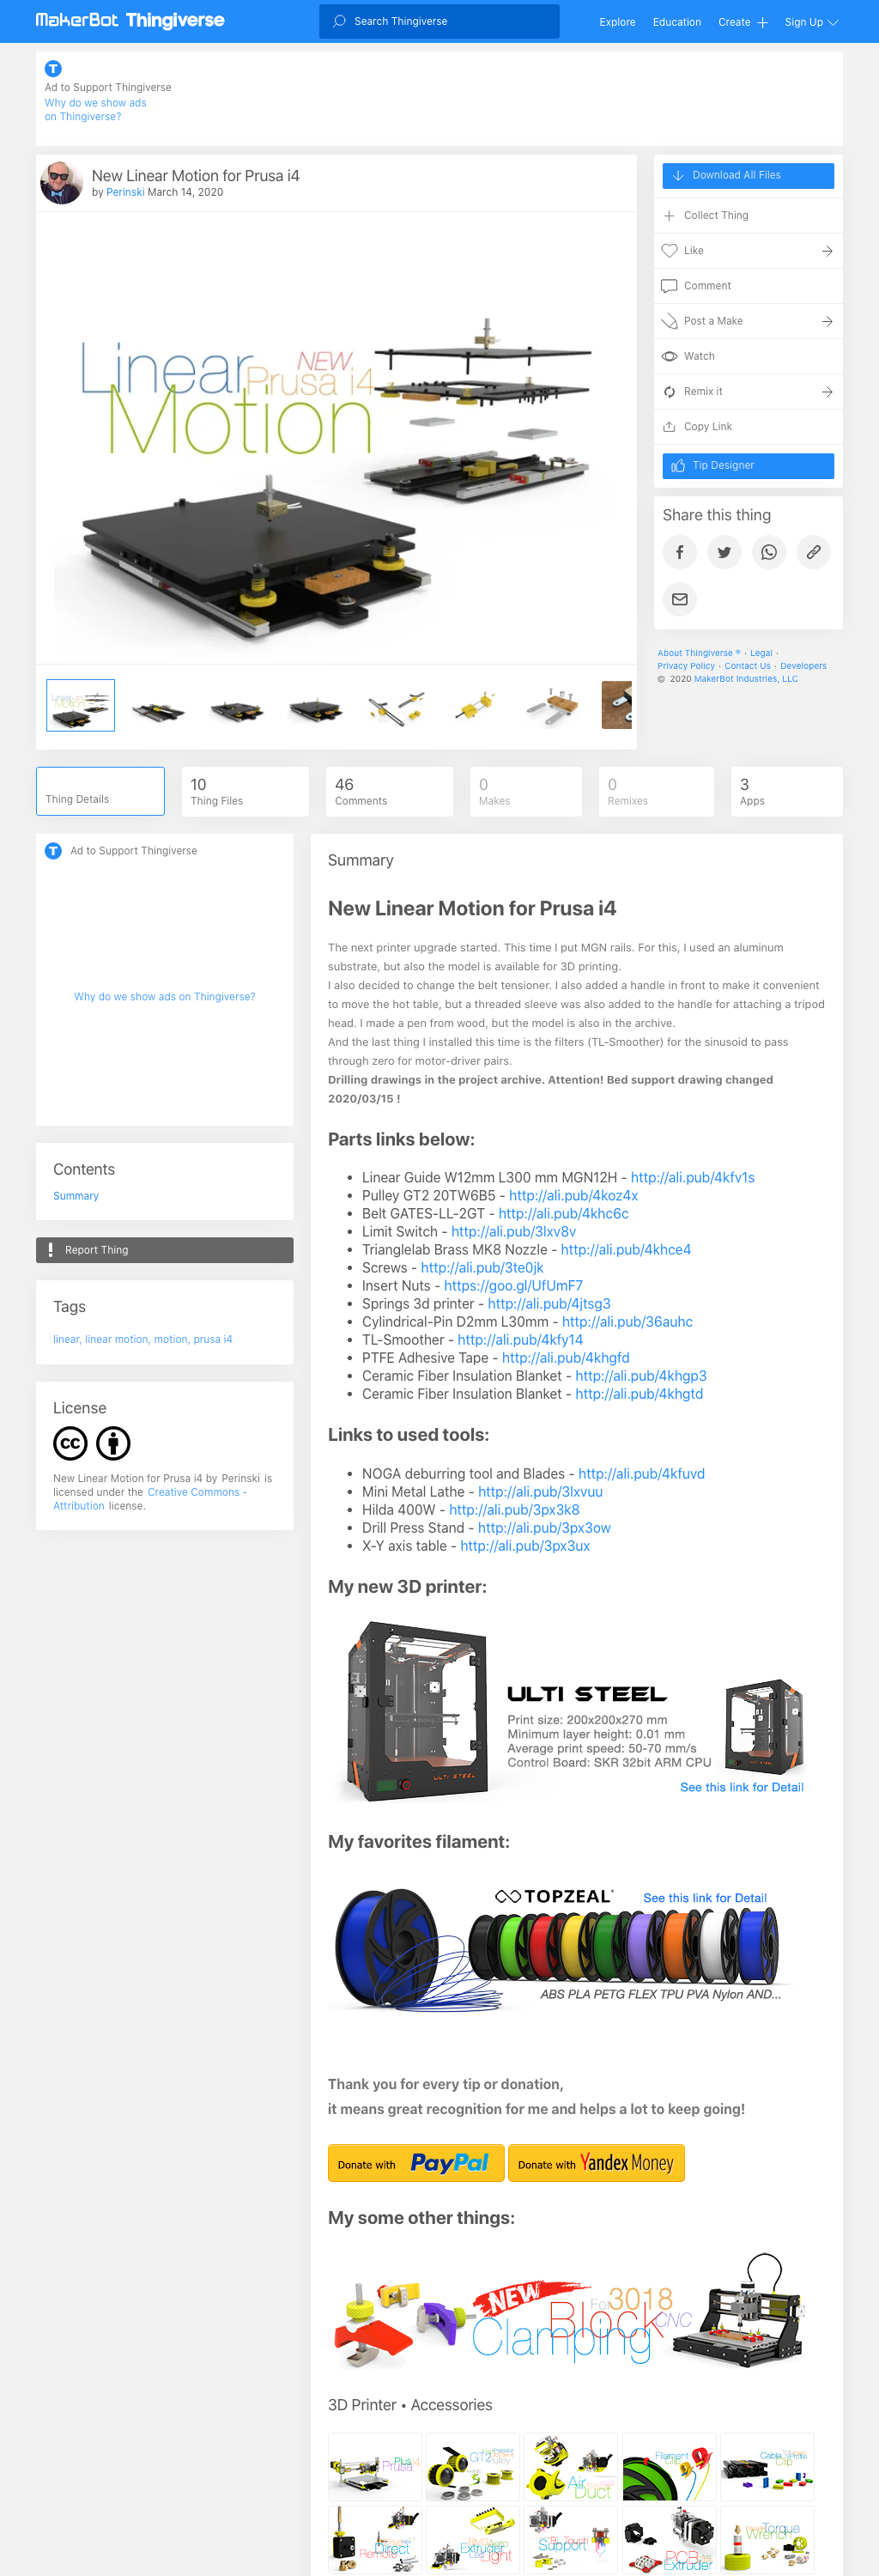 MakerBot Thingiverse
Search Thingiverse
Explore
Education
Create
Sign Up
Ad to Support Thingiverse
Why do we show ads
on Thingiverse?
New Linear Motion for Prusa i4
by Perinski March 14, 2020
Linear NEW
Prusa i4
Motion
Download All Files
Collect Thing
Like
Comment
Post a Make
Watch
Remix it
Copy Link
Tip Designer
Share this thing
About Thingiverse ® · Legal ·
Privacy Policy · Contact Us · Developers
© 2020 MakerBot Industries, LLC
Thing Details
10
Thing Files
46
Comments
0
Makes
0
Remixes
3
Apps
Ad to Support Thingiverse
Why do we show ads on Thingiverse?
Contents
Summary
Report Thing
Tags
linear, linear motion, motion, prusa i4
License
New Linear Motion for Prusa i4 by Perinski is
licensed under the Creative Commons -
Attribution license.
Summary
New Linear Motion for Prusa i4
The next printer upgrade started. This time I put MGN rails. For this, I used an aluminum
substrate, but also the model is available for 3D printing.
I also decided to change the belt tensioner. I also added a handle in front to make it convenient
to move the hot table, but a threaded sleeve was also added to the handle for attaching a tripod
head. I made a pen from wood, but the model is also in the archive.
And the last thing I installed this time is the filters (TL-Smoother) for the sinusoid to pass
through zero for motor-driver pairs.
Drilling drawings in the project archive. Attention! Bed support drawing changed
2020/03/15 !
Parts links below:
• Linear Guide W12mm L300 mm MGN12H - http://ali.pub/4kfv1s
• Pulley GT2 20TW6B5 - http://ali.pub/4koz4x
• Belt GATES-LL-2GT - http://ali.pub/4khc6c
• Limit Switch - http://ali.pub/3lxv8v
• Trianglelab Brass MK8 Nozzle - http://ali.pub/4khce4
• Screws - http://ali.pub/3te0jk
• Insert Nuts - https://goo.gl/UfUmF7
• Springs 3d printer - http://ali.pub/4jtsg3
• Cylindrical-Pin D2mm L30mm - http://ali.pub/36auhc
• TL-Smoother - http://ali.pub/4kfy14
• PTFE Adhesive Tape - http://ali.pub/4khgfd
• Ceramic Fiber Insulation Blanket - http://ali.pub/4khgp3
• Ceramic Fiber Insulation Blanket - http://ali.pub/4khgtd
Links to used tools:
• NOGA deburring tool and Blades - http://ali.pub/4kfuvd
• Mini Metal Lathe - http://ali.pub/3lxvuu
• Hilda 400W - http://ali.pub/3px3k8
• Drill Press Stand - http://ali.pub/3px3ow
• X-Y axis table - http://ali.pub/3px3ux
My new 3D printer:
ULTI STEEL
Print size: 200x200x270 mm
Minimum layer height: 0.01 mm
Average print speed: 50-70 mm/s
Control Board: SKR 32bit ARM CPU
ULTI STEEL
See this link for Detail
My favorites filament:
TOPZEAL®
See this link for Detail
ABS PLA PETG FLEX TPU PVA Nylon AND...
Thank you for every tip or donation,
it means great recognition for me and helps a lot to keep going!
Donate with PayPal
Donate with Yandex Money
My some other things:
NEW For 3018
Block CNC
Clamping
3D Printer • Accessories
Plus
Prusa
GT2
Air
Duct
Filament
Clip
Cable
Clip
Direct
Remote
Extruder
Light
BL Touch
Support
PCB
Extruder
Torque
Wrench